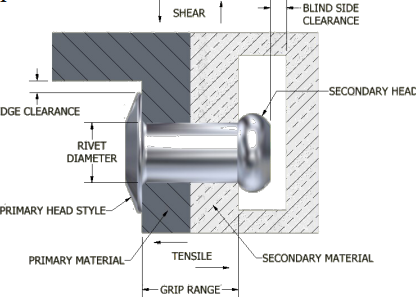 SHEAR
BLIND SIDE
CLEARANCE
SECONDARY HEAD
DGE CLEARANCE
RIVET
DIAMETER
PRIMARY HEAD STYLE
PRIMARY MATERIAL
TENSILE
SECONDARY MATERIAL
GRIP RANGE